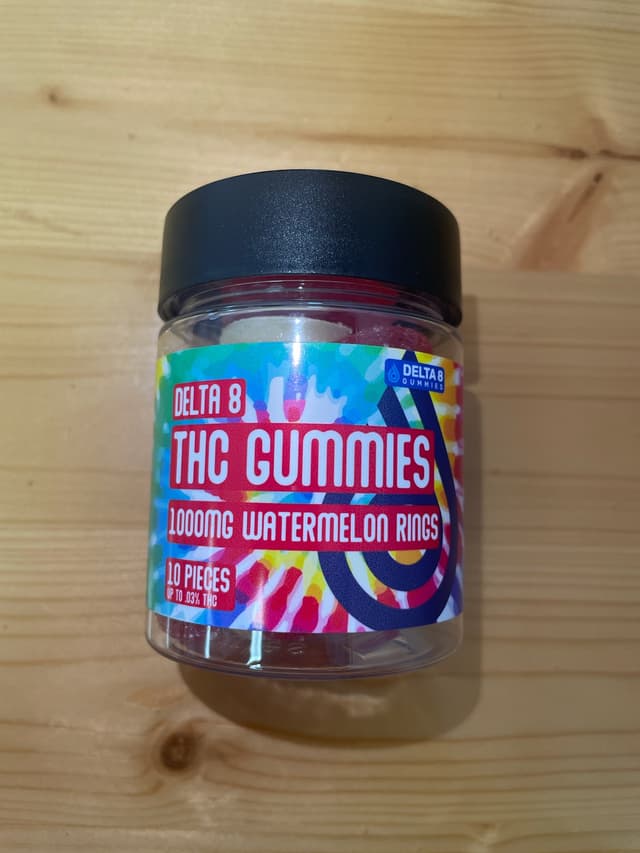 DELTA 8
GUMMIES
DELTA 8
THC GUMMIES
1000MG WATERMELON RINGS
10 PIECES
UP TO .03% THC